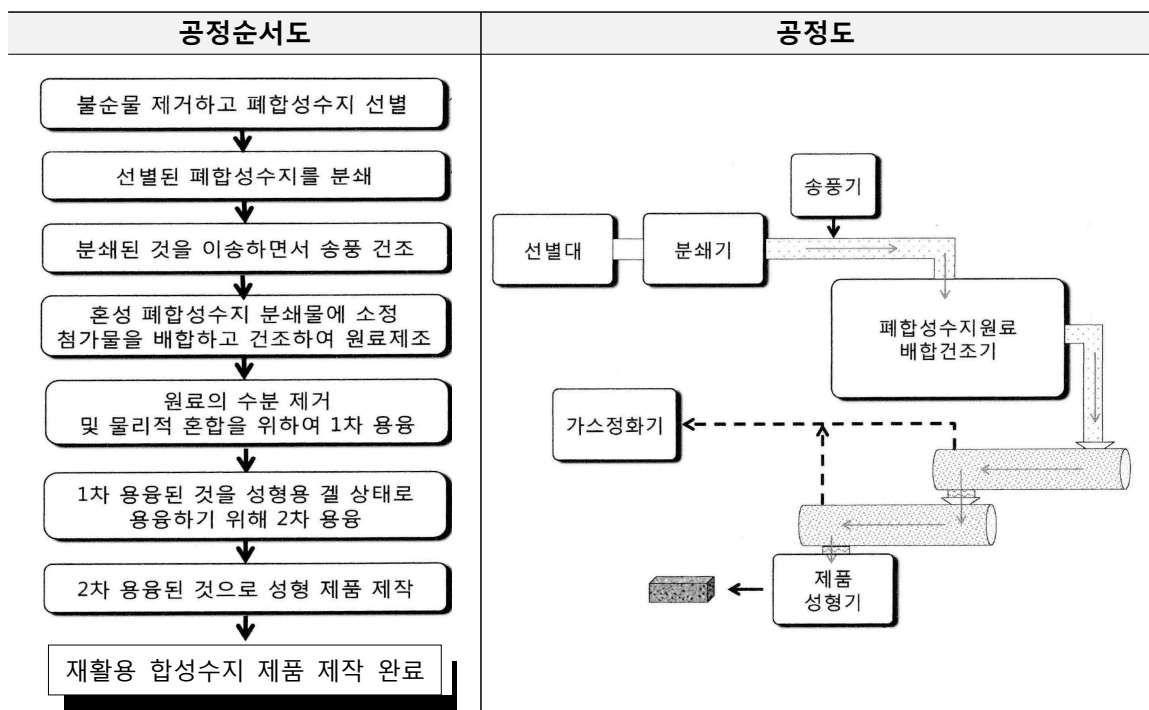 공정순서도
공정도
불순물 제거하고 폐합성수지 선별
선별된 폐합성수지를 분쇄
분쇄된 것을 이송하면서 송풍 건조
혼성 폐합성수지 분쇄물에 소정
첨가물을 배합하고 건조하여 원료제조
원료의 수분 제거
및 물리적 혼합을 위하여 1차 용융
1차 용융된 것을 성형용 겔 상태로
용융하기 위해 2차 용융
2차 용융된 것으로 성형 제품 제작
재활용 합성수지 제품 제작 완료
송풍기
선별대
분쇄기
폐합성수지원료
배합건조기
가스정화기
제품
성형기